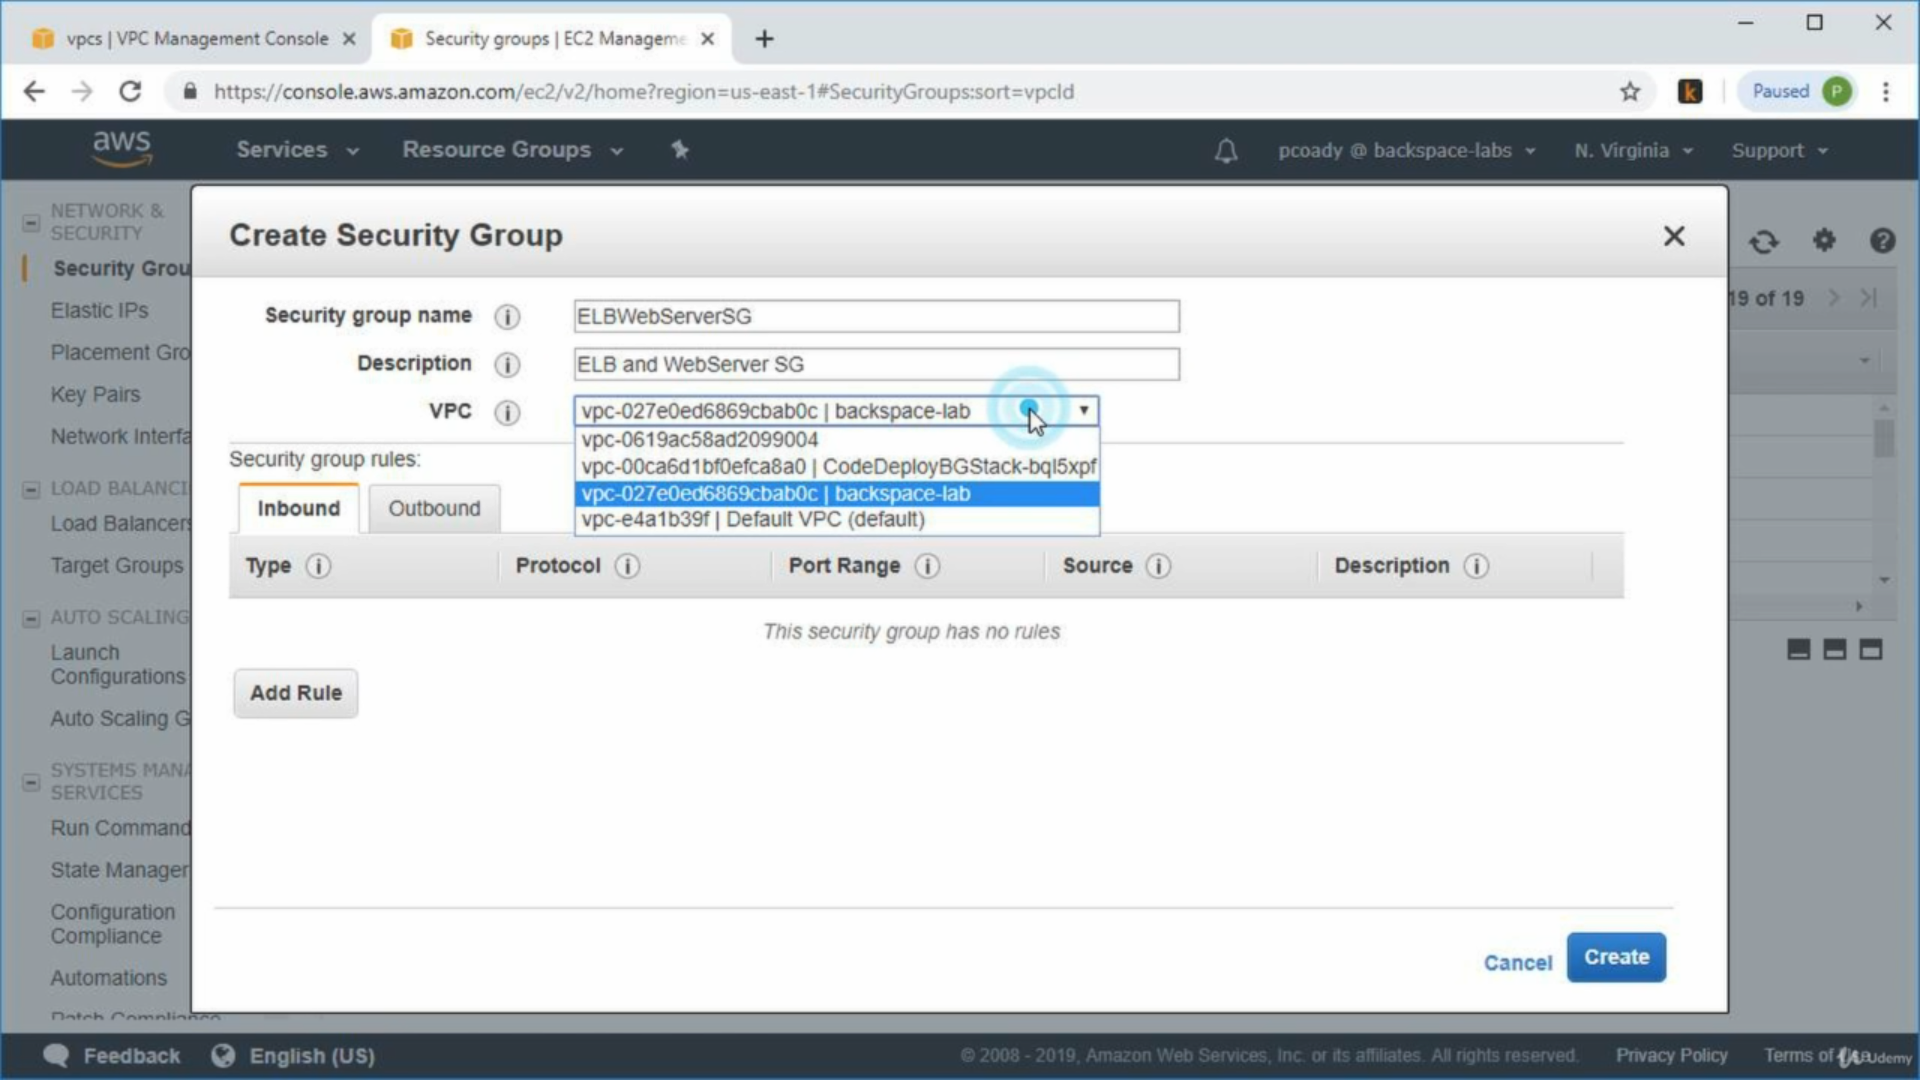 vpcs | VPC Management Console
Security groups | EC2 Manageme
https://console.aws.amazon.com/ec2/v2/home?region=us-east-1#SecurityGroups:sort=vpcId
k
Paused P
aws
Services
Resource Groups
pcoady @ backspace-labs
N. Virginia
Support
NETWORK &
SECURITY
Security Grou
Elastic IPs
Placement Gro
Key Pairs
Network Interfa
LOAD BALANCI
Load Balancers
Target Groups
AUTO SCALING
Launch
Configurations
Auto Scaling G
SYSTEMS MANA
SERVICES
Run Command
State Manager
Configuration
Compliance
Automations
Patch Compliance
19 of 19
Create Security Group
Security group name
ELBWebServerSG
Description
ELB and WebServer SG
VPC
vpc-027e0ed6869cbab0c | backspace-lab
vpc-0619ac58ad2099004
vpc-00ca6d1bf0efca8a0 | CodeDeployBGStack-bql5xpf
vpc-027e0ed6869cbab0c | backspace-lab
vpc-e4a1b39f | Default VPC (default)
Security group rules:
Inbound
Outbound
Type
Protocol
Port Range
Source
Description
This security group has no rules
Add Rule
Cancel
Create
Feedback
English (US)
© 2008 - 2019, Amazon Web Services, Inc. or its affiliates. All rights reserved.
Privacy Policy
Terms of Use
Udemy